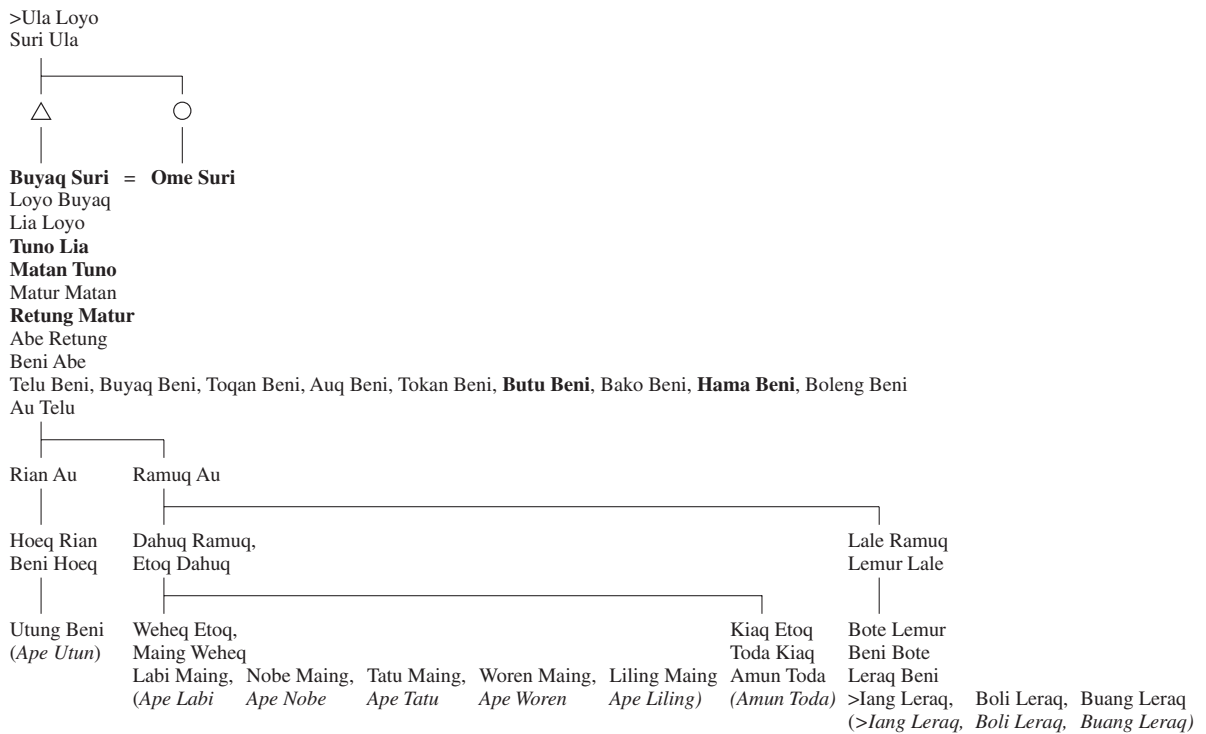 >Ula Loyo
Suri Ula
Buyaq Suri = Ome Suri
Loyo Buyaq
Lia Loyo
Tuno Lia
Matan Tuno
Matur Matan
Retung Matur
Abe Retung
Beni Abe
Telu Beni, Buyaq Beni, Toqan Beni, Auq Beni, Tokan Beni, Butu Beni, Bako Beni, Hama Beni, Boleng Beni
Au Telu
Rian Au Ramuq Au
Hoeq Rian Dahuq Ramuq, Lale Ramuq
Beni Hoeq Etoq Dahuq Lemur Lale
Utung Beni Weheq Etoq, Kiaq Etoq Bote Lemur
(Ape Utun) Maing Weheq Toda Kiaq Beni Bote
Labi Maing, Nobe Maing, Tatu Maing, Woren Maing, Liling Maing Amun Toda Leraq Beni
(Ape Labi Ape Nobe Ape Tatu Ape Woren Ape Liling) (Amun Toda) >Iang Leraq, Boli Leraq, Buang Leraq
(>Iang Leraq, Boli Leraq, Buang Leraq)